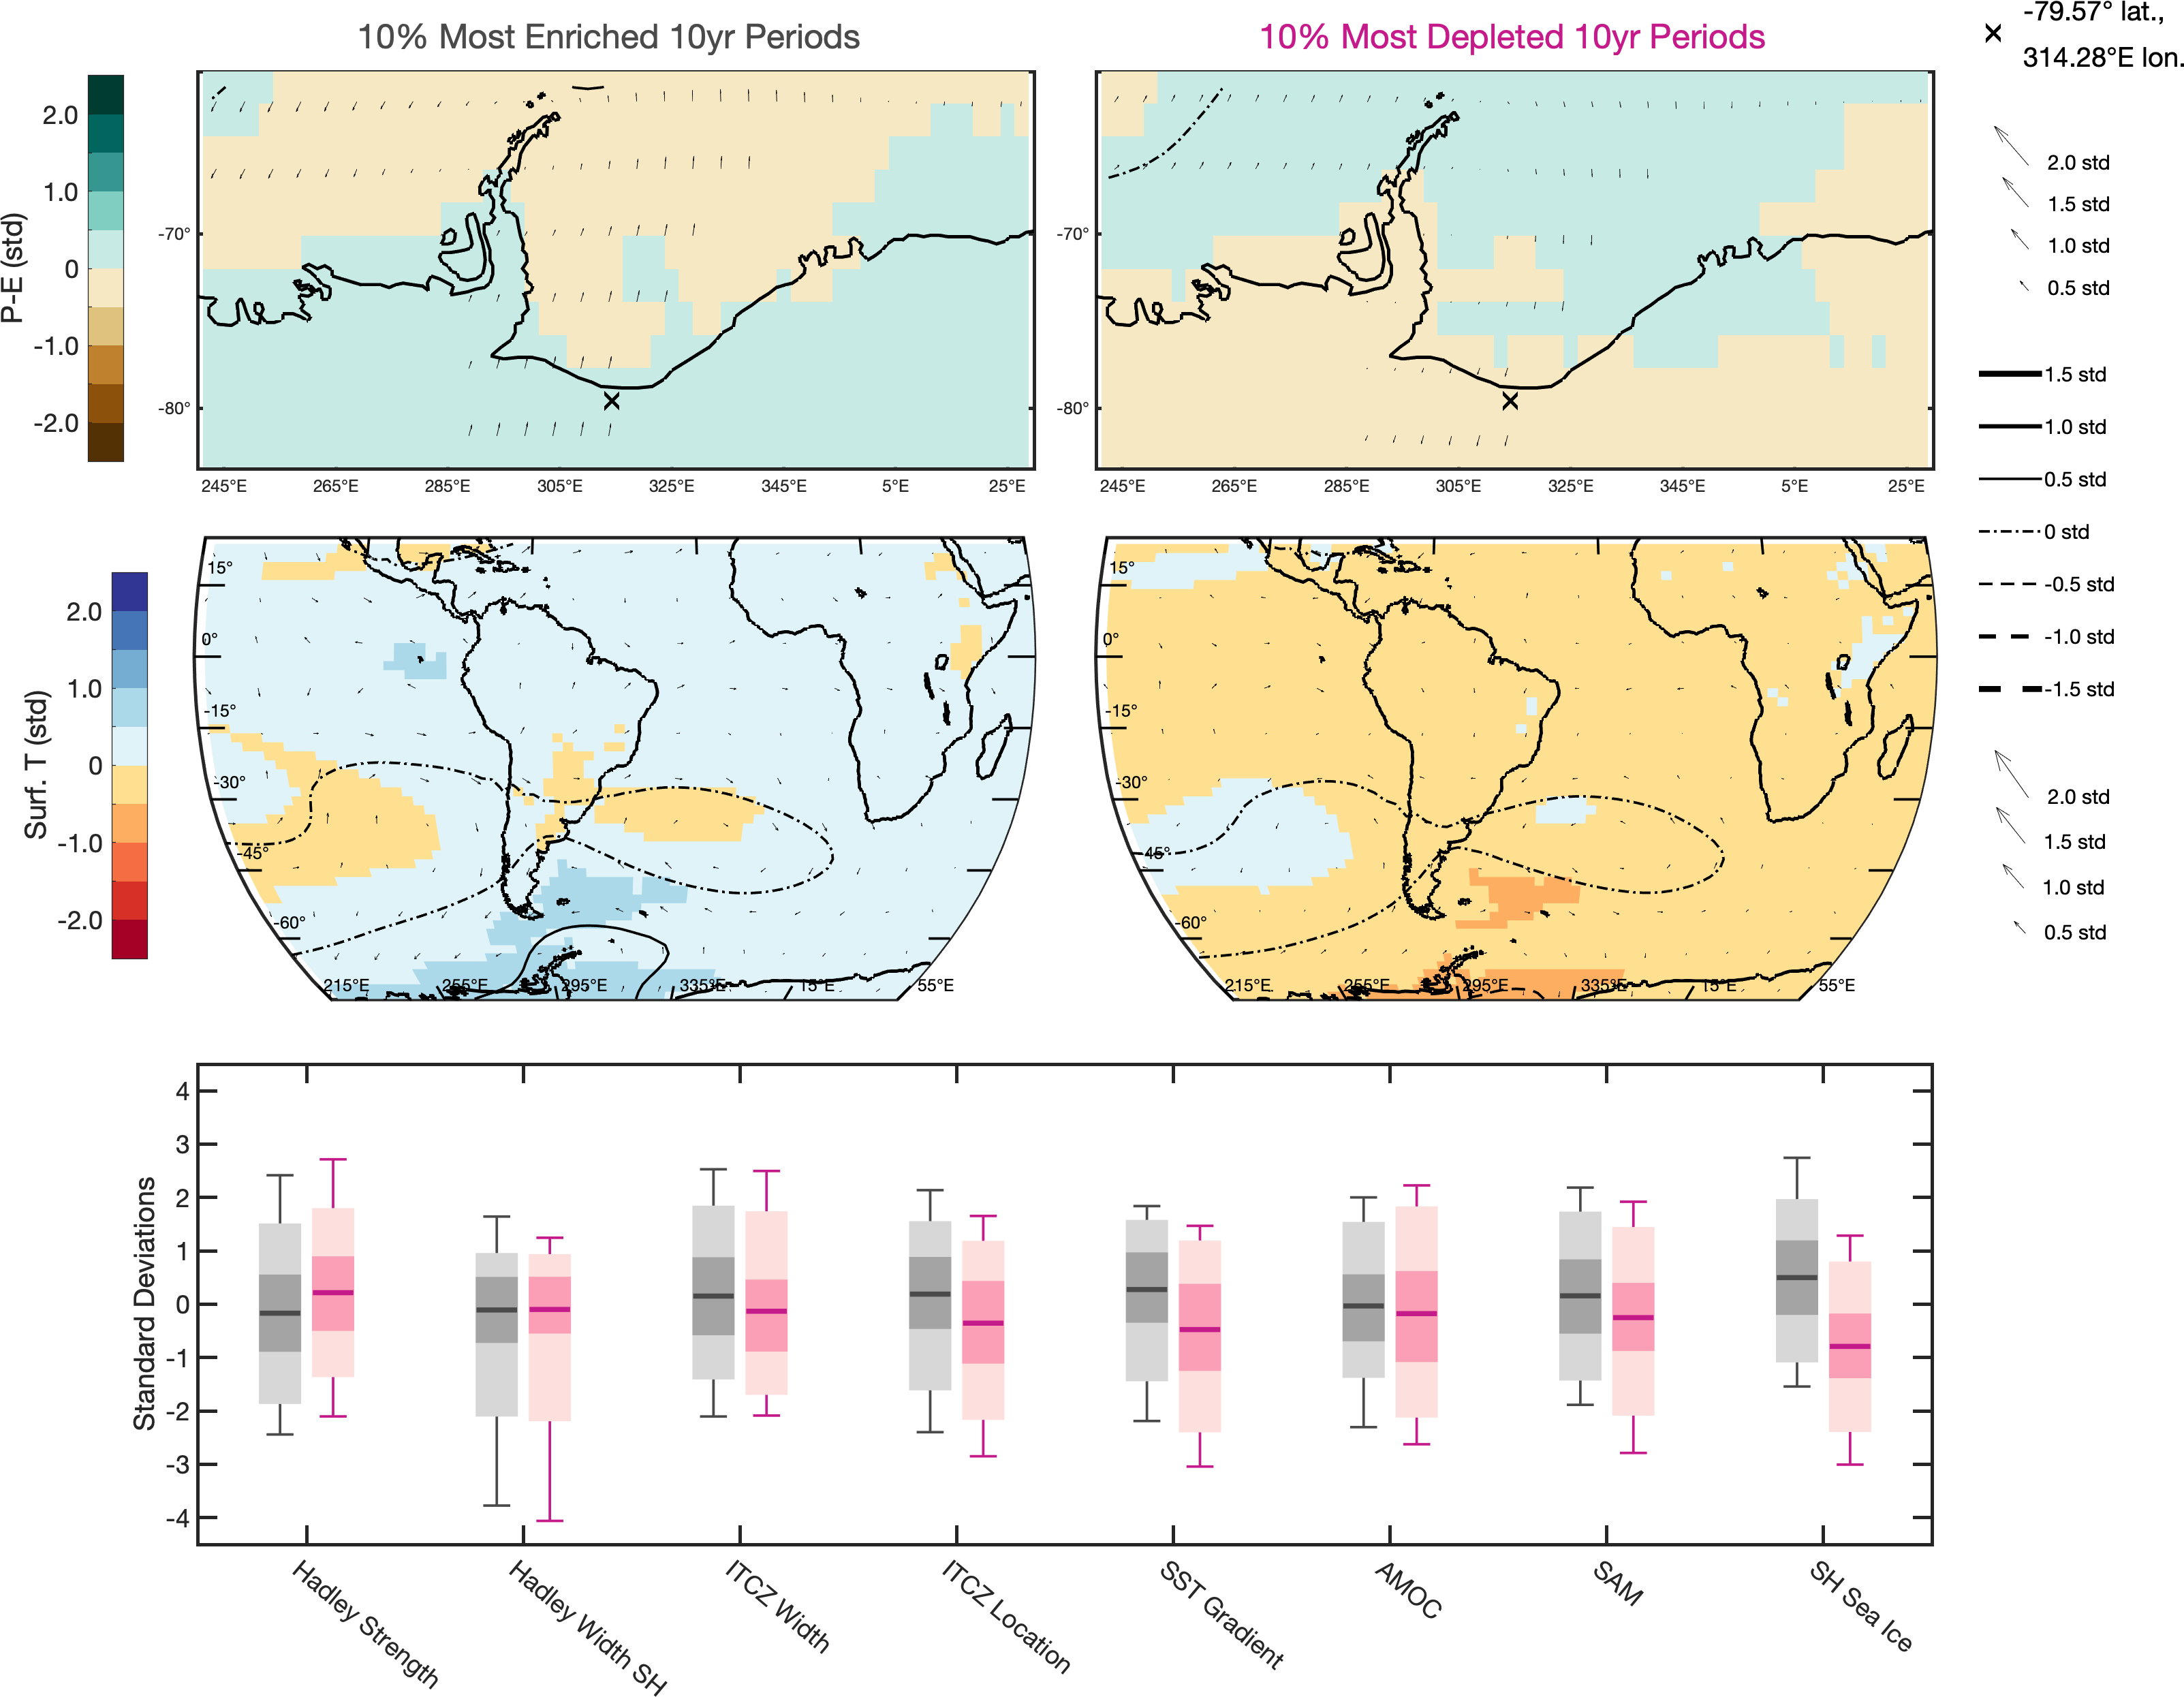 10% Most Enriched 10yr Periods
10% Most Depleted 10yr Periods
-79.57° lat.,
314.28°E lon.
P-E (std)
2.0
1.0
0
-1.0
-2.0
-70°
-80°
245°E
265°E
285°E
305°E
325°E
345°E
5°E
25°E
-70°
-80°
245°E
265°E
285°E
305°E
325°E
345°E
5°E
25°E
2.0 std
1.5 std
1.0 std
0.5 std
1.5 std
1.0 std
0.5 std
0 std
-0.5 std
-1.0 std
-1.5 std
2.0 std
1.5 std
1.0 std
0.5 std
Surf. T (std)
2.0
1.0
0
-1.0
-2.0
15°
0°
-15°
-30°
-45°
-60°
215°E
255°E
295°E
335°E
15°E
55°E
15°
0°
-15°
-30°
-45°
-60°
215°E
255°E
295°E
335°E
15°E
55°E
Standard Deviations
4
3
2
1
0
-1
-2
-3
-4
Hadley Strength
Hadley Width SH
ITCZ Width
ITCZ Location
SST Gradient
AMOC
SAM
SH Sea Ice